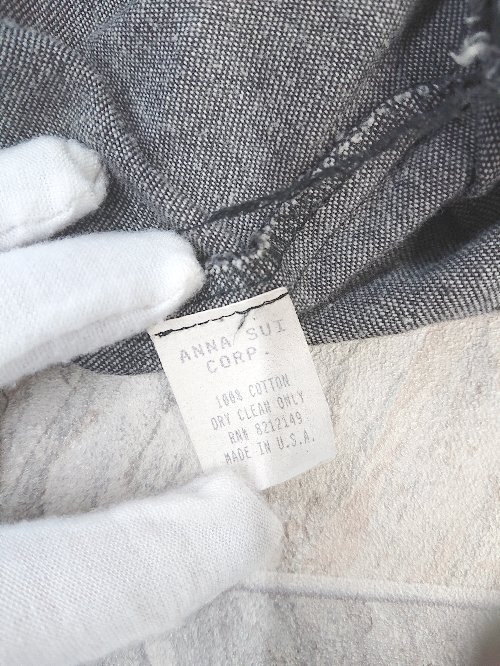 ANNA SUI
CORP.
100% COTTON
DRY CLEAN ONLY
RN# 8212149
MADE IN U.S.A.